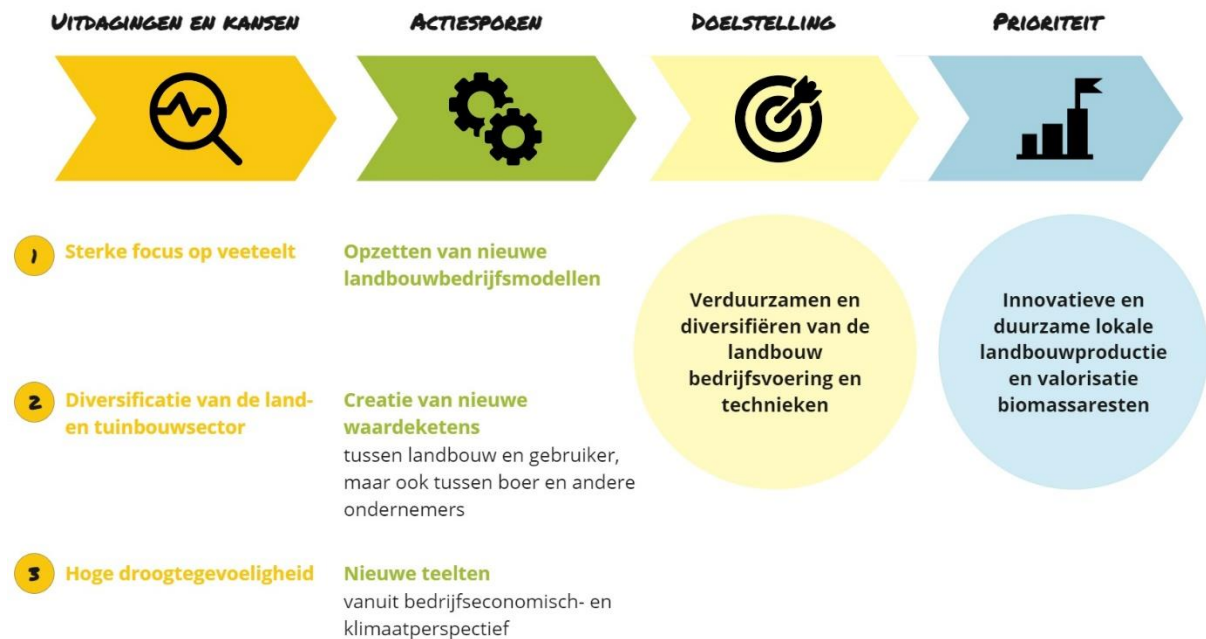 Uitdagingen en kansen
Actiesporen
Doelstelling
Prioriteit
1 Sterke focus op veeteelt
Opzetten van nieuwe
landbouwbedrijfsmodellen
Verduurzamen en
diversifiëren van de
landbouw
bedrijfsvoering en
technieken
Innovatieve en
duurzame lokale
landbouwproductie
en valorisatie
biomassaresten
2 Diversificatie van de land-
en tuinbouwsector
Creatie van nieuwe
waardeketens
tussen landbouw en gebruiker,
maar ook tussen boer en andere
ondernemers
3 Hoge droogtegevoeligheid
Nieuwe teelten
vanuit bedrijfseconomisch- en
klimaatperspectief